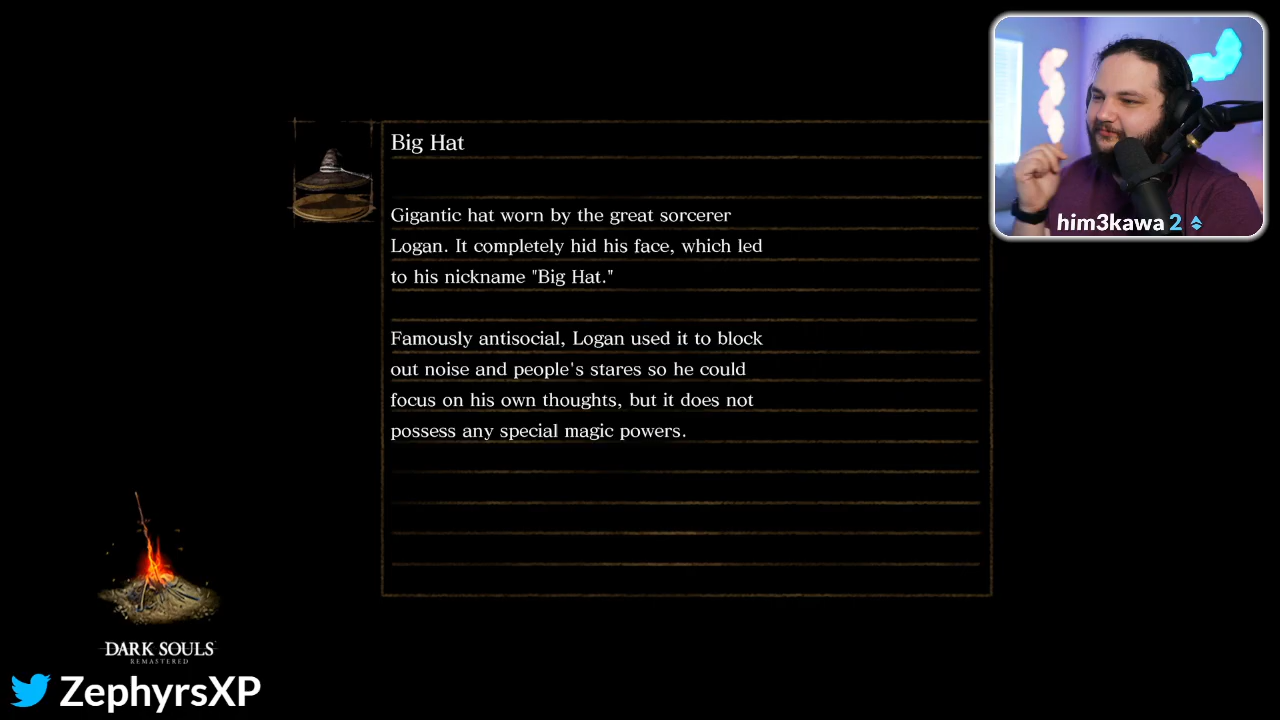 Big Hat
Gigantic hat worn by the great sorcerer
Logan. It completely hid his face, which led
to his nickname "Big Hat."
Famously antisocial, Logan used it to block
out noise and people's stares so he could
focus on his own thoughts, but it does not
possess any special magic powers.
him3kawa 2
DARK SOULS
REMASTERED
ZephyrsXP